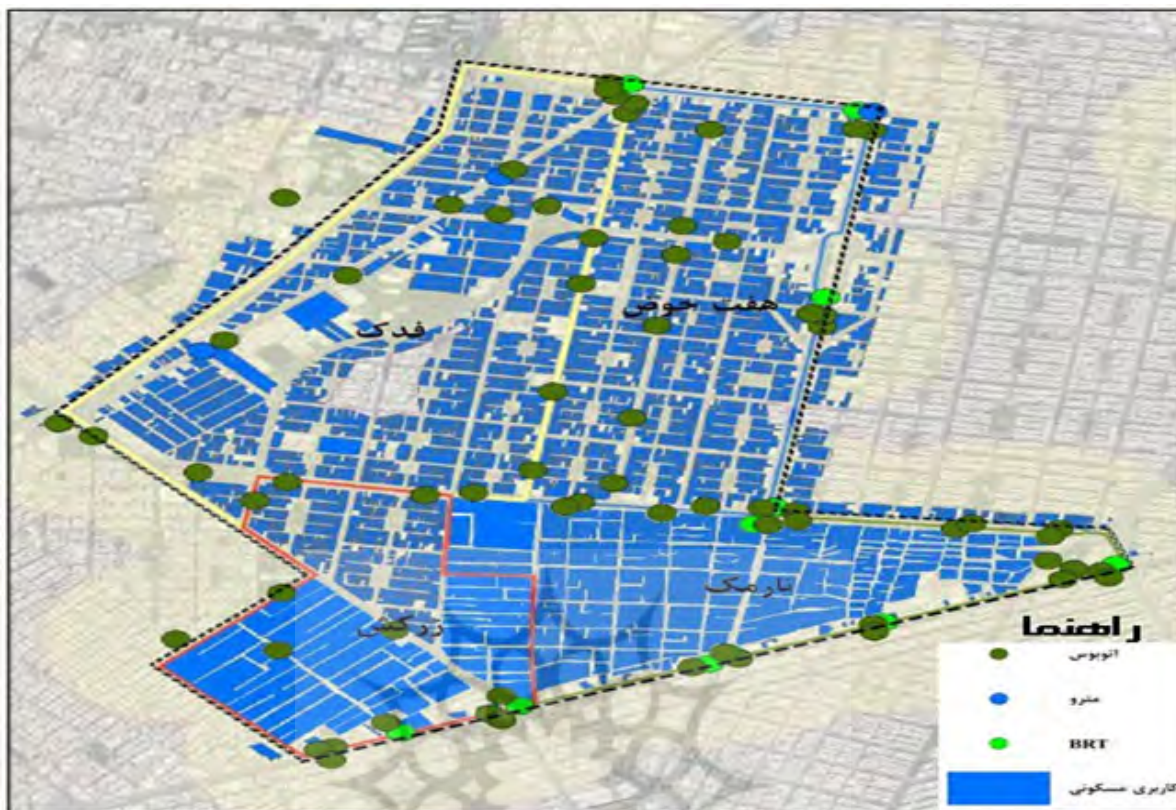 هفت حوض
فدک
نارمک
زرکش
راهنما
اتوبوس
مترو
BRT
کاربری مسکونی